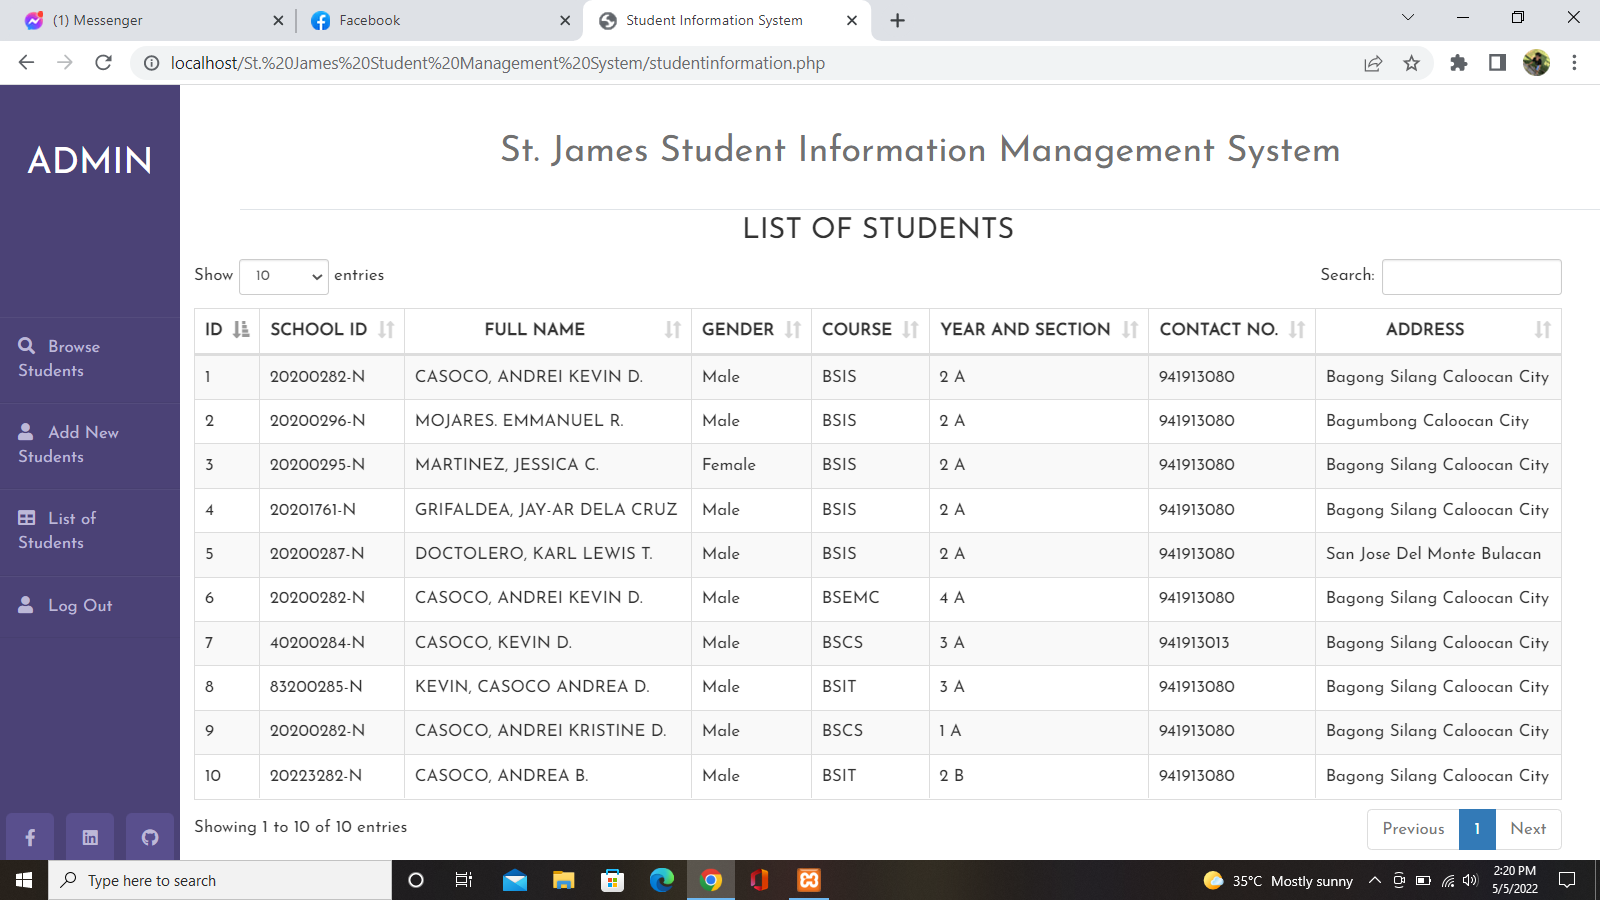 (1) Messenger
Facebook
Student Information System
localhost/St.%20James%20Student%20Management%20System/studentinformation.php
ADMIN
St. James Student Information Management System
LIST OF STUDENTS
Show 10 entries
Search:
ID SCHOOL ID FULL NAME GENDER COURSE YEAR AND SECTION CONTACT NO. ADDRESS
1 20200282-N CASOCO, ANDREI KEVIN D. Male BSIS 2 A 941913080 Bagong Silang Caloocan City
2 20200296-N MOJARES. EMMANUEL R. Male BSIS 2 A 941913080 Bagumbong Caloocan City
3 20200295-N MARTINEZ, JESSICA C. Female BSIS 2 A 941913080 Bagong Silang Caloocan City
4 20201761-N GRIFALDEA, JAY-AR DELA CRUZ Male BSIS 2 A 941913080 Bagong Silang Caloocan City
5 20200287-N DOCTOLERO, KARL LEWIS T. Male BSIS 2 A 941913080 San Jose Del Monte Bulacan
6 20200282-N CASOCO, ANDREI KEVIN D. Male BSEMC 4 A 941913080 Bagong Silang Caloocan City
7 40200284-N CASOCO, KEVIN D. Male BSCS 3 A 941913013 Bagong Silang Caloocan City
8 83200285-N KEVIN, CASOCO ANDREA D. Male BSIT 3 A 941913080 Bagong Silang Caloocan City
9 20200282-N CASOCO, ANDREI KRISTINE D. Male BSCS 1 A 941913080 Bagong Silang Caloocan City
10 20223282-N CASOCO, ANDREA B. Male BSIT 2 B 941913080 Bagong Silang Caloocan City
Showing 1 to 10 of 10 entries
Previous 1 Next
Browse
Students
Add New
Students
List of
Students
Log Out
Type here to search
35°C Mostly sunny
2:20 PM
5/5/2022